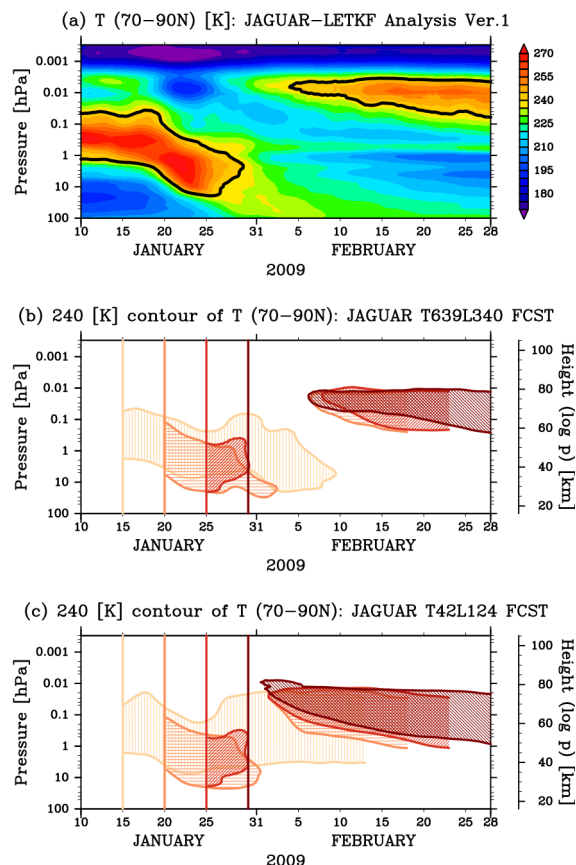 (a) T (70−90N) [K]: JAGUAR−LETKF Analysis Ver.1
Pressure [hPa]
0.001
0.01
0.1
1
10
100
270
260
250
240
230
220
210
200
190
180
10 15 20 25 31 5 10 15 20 25 28
JANUARY FEBRUARY
2009
(b) 240 [K] contour of T (70−90N): JAGUAR T639L340 FCST
Pressure [hPa]
0.001
0.01
0.1
1
10
100
100
80
60
40
20
Height (log p) [km]
10 15 20 25 31 5 10 15 20 25 28
JANUARY FEBRUARY
2009
(c) 240 [K] contour of T (70−90N): JAGUAR T42L124 FCST
Pressure [hPa]
0.001
0.01
0.1
1
10
100
100
80
60
40
20
Height (log p) [km]
10 15 20 25 31 5 10 15 20 25 28
JANUARY FEBRUARY
2009